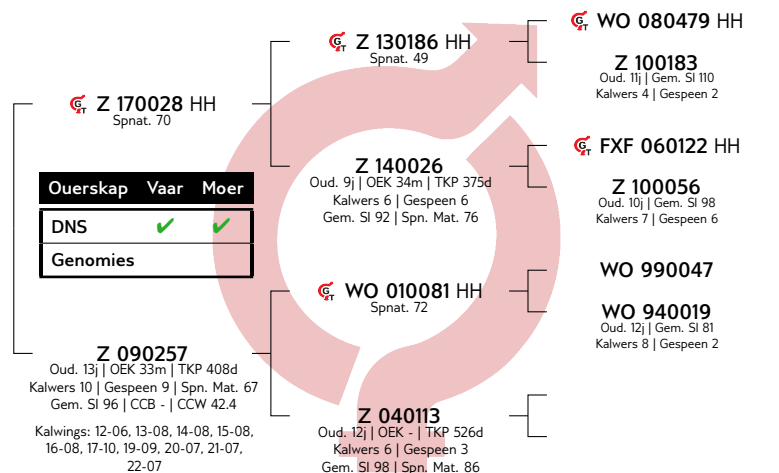 Z 170028 HH
Spnat. 70
Ouerskap Vaar Moer
DNS ✔ ✔
Genomies
Z 090257
Oud. 13j | OEK 33m | TKP 408d
Kalwers 10 | Gespeen 9 | Spn. Mat. 67
Gem. SI 96 | CCB - | CCW 42.4
Kalwings: 12-06, 13-08, 14-08, 15-08,
16-08, 17-10, 19-09, 20-07, 21-07,
22-07
GT Z 130186 HH
Spnat. 49
Z 140026
Oud. 9j | OEK 34m | TKP 375d
Kalwers 6 | Gespeen 6
Gem. SI 92 | Spn. Mat. 76
GT WO 010081 HH
Spnat. 72
Z 040113
Oud. 12j | OEK - | TKP 526d
Kalwers 6 | Gespeen 3
Gem. SI 98 | Spn. Mat. 86
GT WO 080479 HH
Z 100183
Oud. 11j | Gem. SI 110
Kalwers 4 | Gespeen 2
GT FXF 060122 HH
Z 100056
Oud. 10j | Gem. SI 98
Kalwers 7 | Gespeen 6
WO 990047
WO 940019
Oud. 12j | Gem. SI 81
Kalwers 8 | Gespeen 2